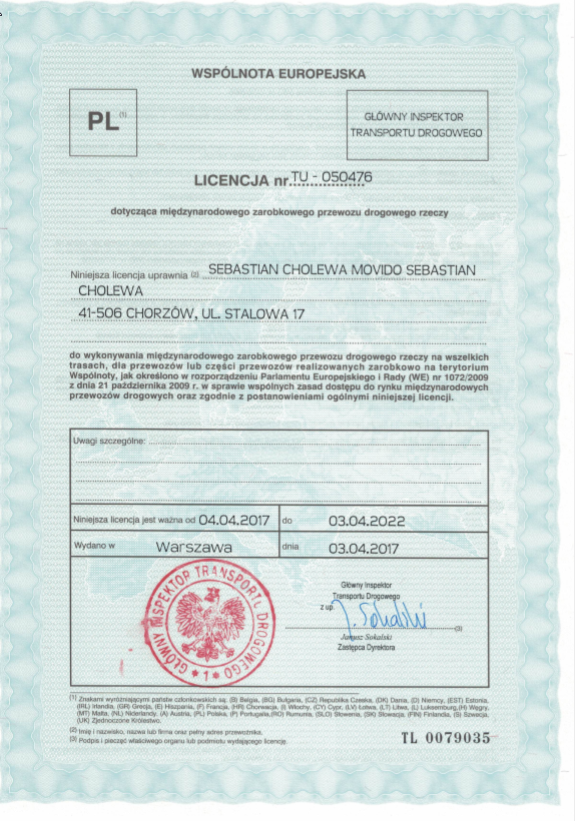 WSPÓLNOTA EUROPEJSKA
PL (1)
GŁÓWNY INSPEKTOR
TRANSPORTU DROGOWEGO
LICENCJA nr TU - 050476
dotycząca międzynarodowego zarobkowego przewozu drogowego rzeczy
Niniejsza licencja uprawnia (2) SEBASTIAN CHOLEWA MOVIDO SEBASTIAN
CHOLEWA
41-506 CHORZÓW, UL. STALOWA 17
do wykonywania międzynarodowego zarobkowego przewozu drogowego rzeczy na wszelkich
trasach, dla przewozów lub części przewozów realizowanych zarobkowo na terytorium
Wspólnoty, jak określono w rozporządzeniu Parlamentu Europejskiego i Rady (WE) nr 1072/2009
z dnia 21 października 2009 r. w sprawie wspólnych zasad dostępu do rynku międzynarodowych
przewozów drogowych oraz zgodnie z postanowieniami ogólnymi niniejszej licencji.
Uwagi szczególne:
Niniejsza licencja jest ważna od 04.04.2017 do 03.04.2022
Wydano w Warszawa dnia 03.04.2017
GŁÓWNY INSPEKTOR TRANSPORTU DROGOWEGO * 1 *
Główny Inspektor
Transportu Drogowego
z up.
J. Sokalski
(3)
Janusz Sokalski
Zastępca Dyrektora
(1) Znakami wyróżniającymi państw członkowskich są: (B) Belgia, (BG) Bułgaria, (CZ) Republika Czeska, (DK) Dania, (D) Niemcy, (EST) Estonia,
(IRL) Irlandia, (GR) Grecja, (E) Hiszpania, (F) Francja, (HR) Chorwacja, (I) Włochy, (CY) Cypr, (LV) Łotwa, (LT) Litwa, (L) Luksemburg, (H) Węgry,
(MT) Malta, (NL) Niderlandy, (A) Austria, (PL) Polska, (P) Portugalia, (RO) Rumunia, (SLO) Słowenia, (SK) Słowacja, (FIN) Finlandia, (S) Szwecja,
(UK) Zjednoczone Królestwo.
(2) Imię i nazwisko, nazwa lub firma oraz pełny adres przewoźnika.
(3) Podpis i pieczęć właściwego organu lub podmiotu wydającego licencję.
TL 0079035